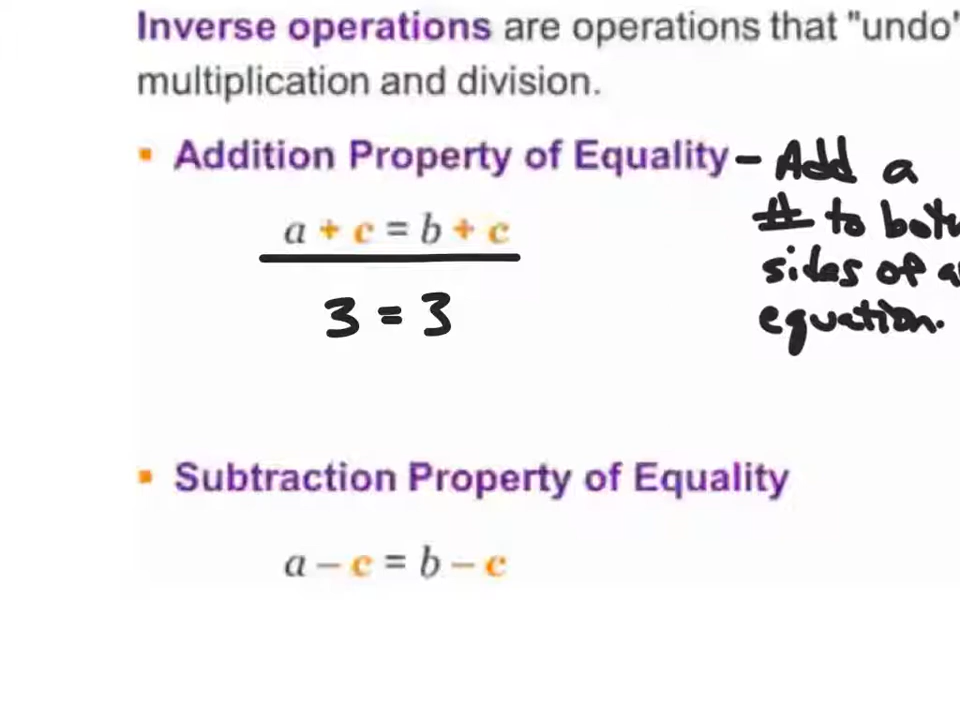 Inverse operations are operations that "undo"
multiplication and division.
▪ Addition Property of Equality - Add a
a + c = b + c
# to both
sides of
equation.
3 = 3
▪ Subtraction Property of Equality
a − c = b − c